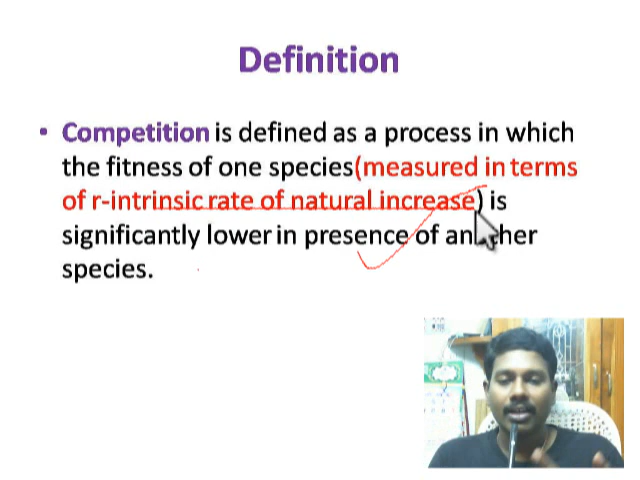 Definition
• Competition is defined as a process in which
the fitness of one species(measured in terms
of r-intrinsic rate of natural increase) is
significantly lower in presence of another
species.